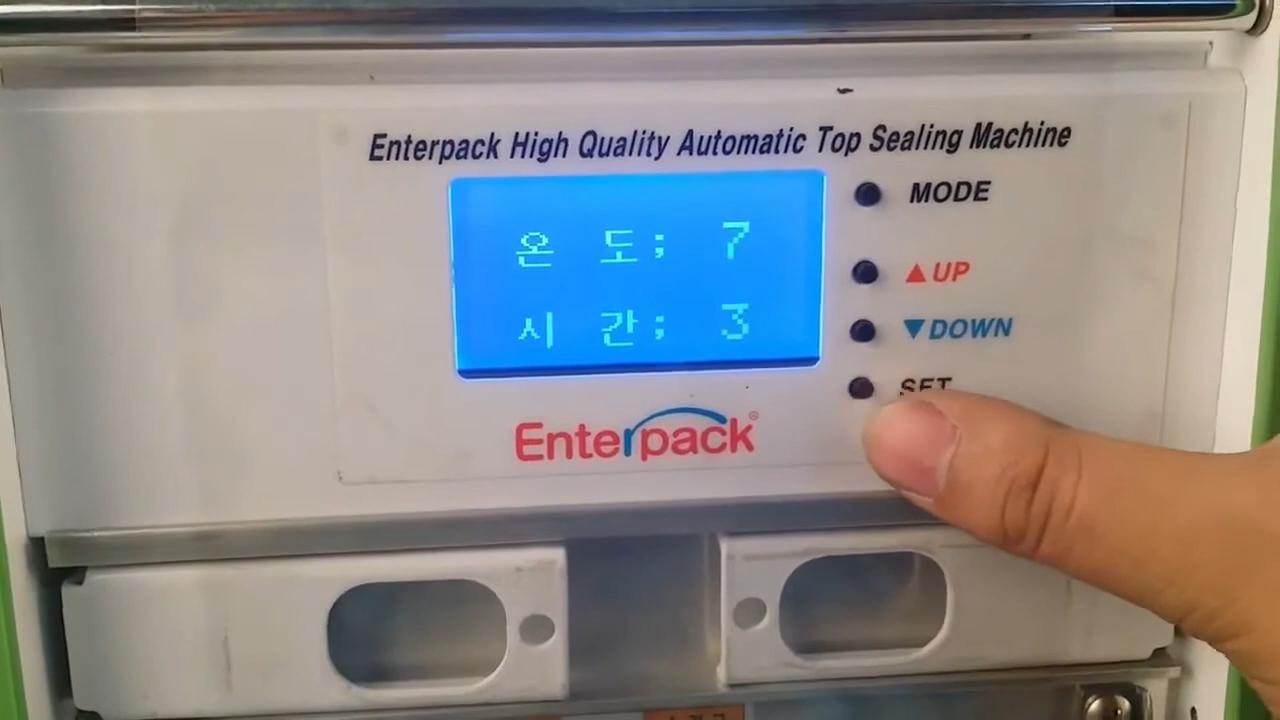 Enterpack High Quality Automatic Top Sealing Machine
온 도; 7
시 간; 3
MODE
▲UP
▼DOWN
SET
Enterpack®